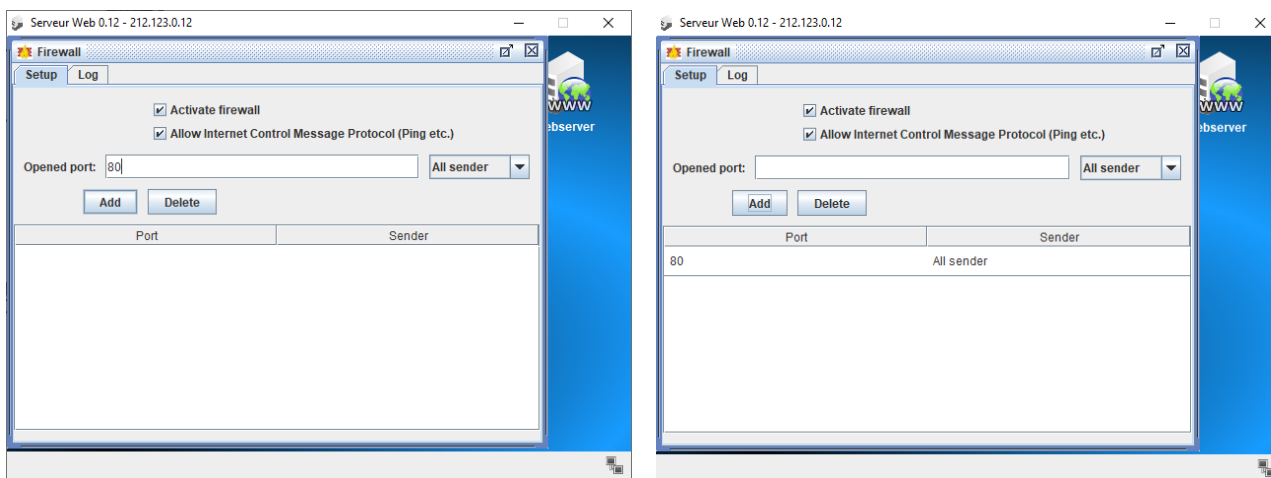 Serveur Web 0.12 - 212.123.0.12
Firewall
Setup Log
Activate firewall
Allow Internet Control Message Protocol (Ping etc.)
Opened port: 80 All sender
Add Delete
Port Sender
WWW
ebserver
Serveur Web 0.12 - 212.123.0.12
Firewall
Setup Log
Activate firewall
Allow Internet Control Message Protocol (Ping etc.)
Opened port: All sender
Add Delete
Port Sender
80 All sender
WWW
ebserver